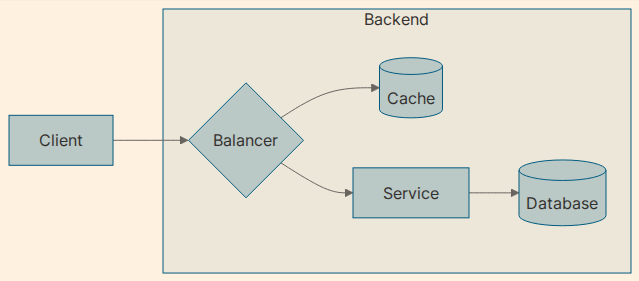 Backend
Cache
Client
Balancer
Service
Database